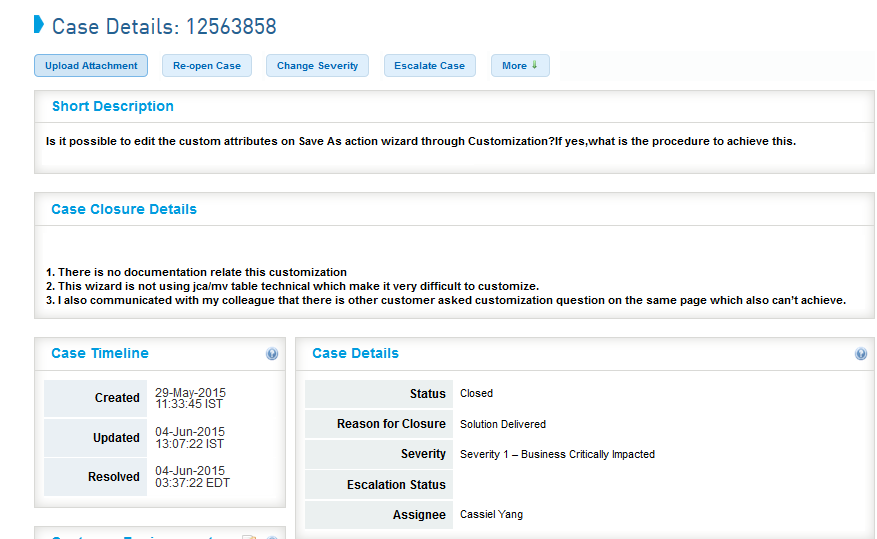 Case Details: 12563858
Upload Attachment
Re-open Case
Change Severity
Escalate Case
More
Short Description
Is it possible to edit the custom attributes on Save As action wizard through Customization?If yes,what is the procedure to achieve this.
Case Closure Details
1. There is no documentation relate this customization
2. This wizard is not using jca/mv table technical which make it very difficult to customize.
3. I also communicated with my colleague that there is other customer asked customization question on the same page which also can't achieve.
Case Timeline
Created
29-May-2015
11:33:45 IST
Updated
04-Jun-2015
13:07:22 IST
Resolved
04-Jun-2015
03:37:22 EDT
Case Details
Status Closed
Reason for Closure Solution Delivered
Severity Severity 1 – Business Critically Impacted
Escalation Status
Assignee Cassiel Yang